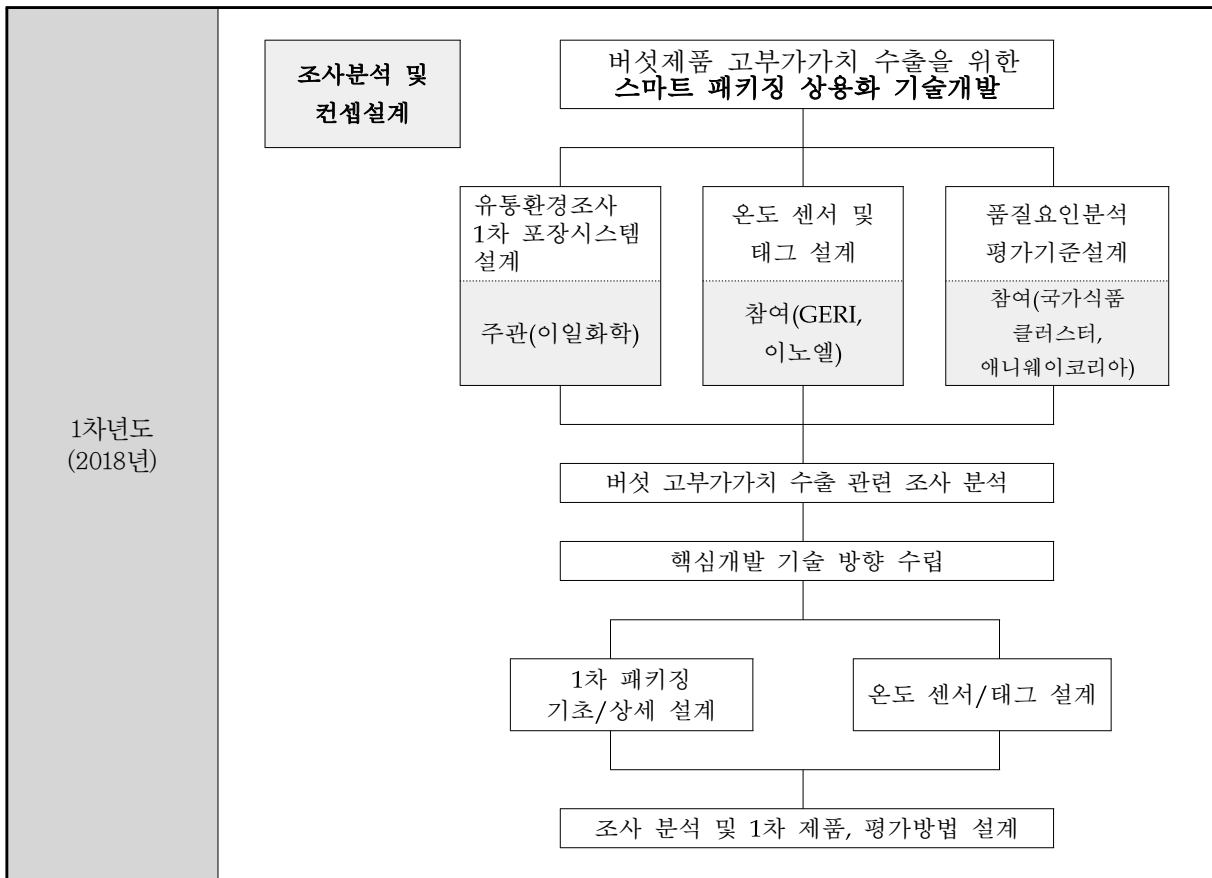 조사분석 및
컨셉설계
버섯제품 고부가가치 수출을 위한
스마트 패키징 상용화 기술개발
유통환경조사
1차 포장시스템
설계
주관(이일화학)
온도 센서 및
태그 설계
참여(GERI,
이노엘)
품질요인분석
평가기준설계
참여(국가식품
클러스터,
애니웨이코리아)
1차년도
(2018년)
버섯 고부가가치 수출 관련 조사 분석
핵심개발 기술 방향 수립
1차 패키징
기초/상세 설계
온도 센서/태그 설계
조사 분석 및 1차 제품, 평가방법 설계